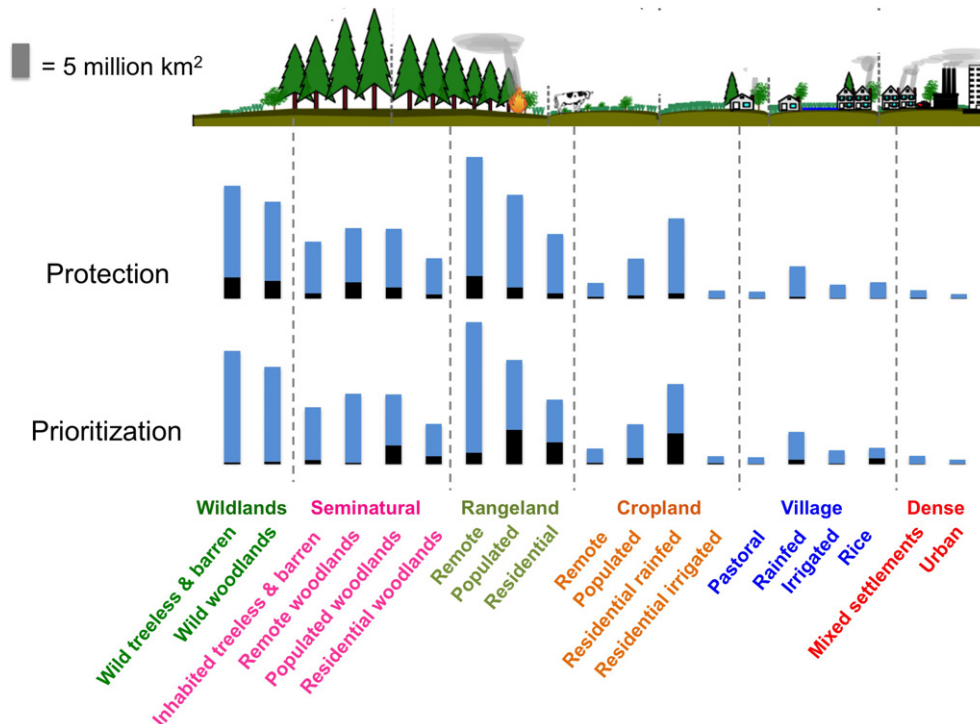 = 5 million km²
Protection
Prioritization
Wildlands
Seminatural
Rangeland
Cropland
Village
Dense
Wild treeless & barren
Wild woodlands
Inhabited treeless & barren
Remote woodlands
Populated woodlands
Residential woodlands
Remote
Populated
Residential
Remote
Populated
Residential rainfed
Residential irrigated
Pastoral
Rainfed
Irrigated
Rice
Mixed settlements
Urban